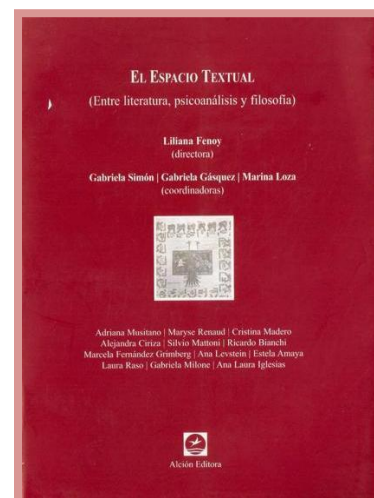 EL ESPACIO TEXTUAL
(Entre literatura, psicoanálisis y filosofía)
Liliana Fenoy
(directora)
Gabriela Simón | Gabriela Gásquez | Marina Loza
(coordinadoras)
Adriana Musitano | Maryse Renaud | Cristina Madero
Alejandra Ciriza | Silvio Mattoni | Ricardo Bianchi
Marcela Fernández Grimberg | Ana Levstein | Estela Amaya
Laura Raso | Gabriela Milone | Ana Laura Iglesias
Alción Editora